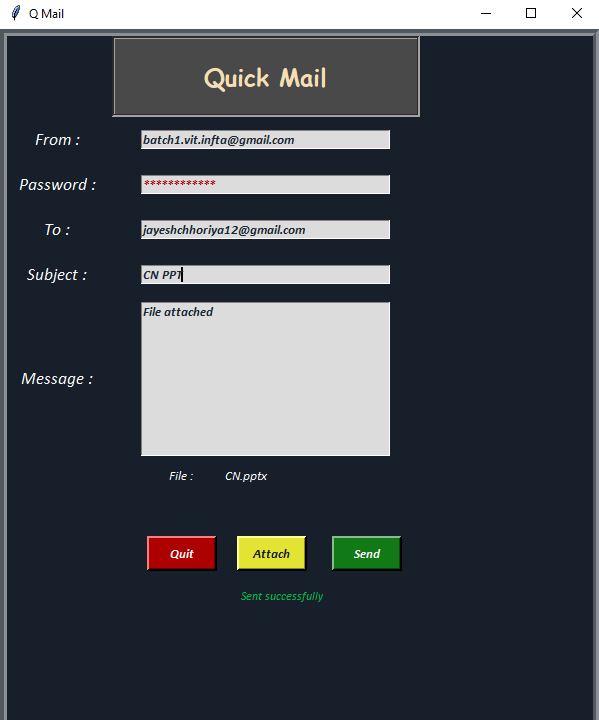 Q Mail
Quick Mail
From : batch1.vit.infta@gmail.com
Password : ************
To : jayeshchhoriya12@gmail.com
Subject : CN PPT
File attached
Message :
File : CN.pptx
Quit Attach Send
Sent successfully